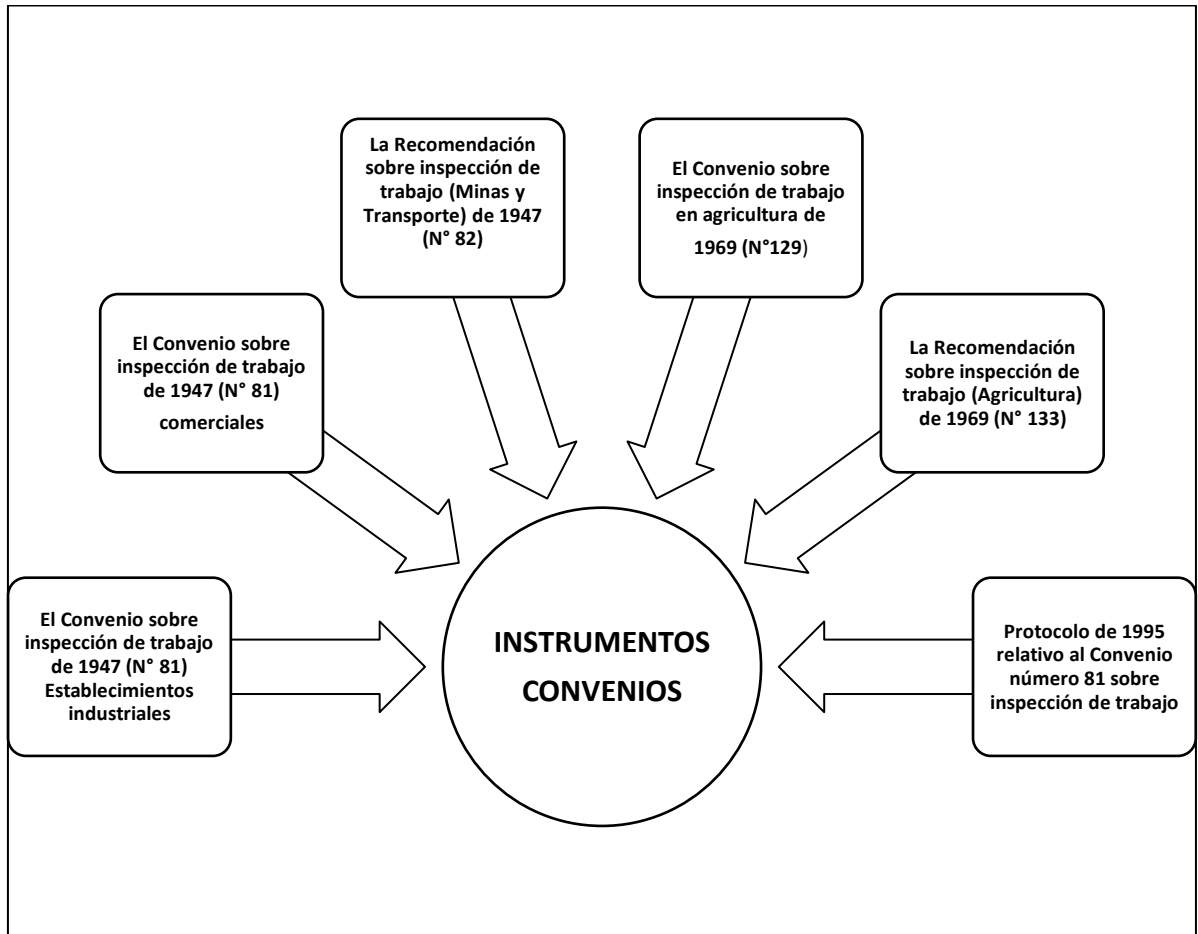 La Recomendación
sobre inspección de
trabajo (Minas y
Transporte) de 1947
(N° 82)
El Convenio sobre
inspección de trabajo
en agricultura de
1969 (N°129)
El Convenio sobre
inspección de trabajo
de 1947 (N° 81)
comerciales
La Recomendación
sobre inspección de
trabajo (Agricultura)
de 1969 (N° 133)
El Convenio sobre
inspección de trabajo
de 1947 (N° 81)
Establecimientos
industriales
INSTRUMENTOS
CONVENIOS
Protocolo de 1995
relativo al Convenio
número 81 sobre
inspección de trabajo